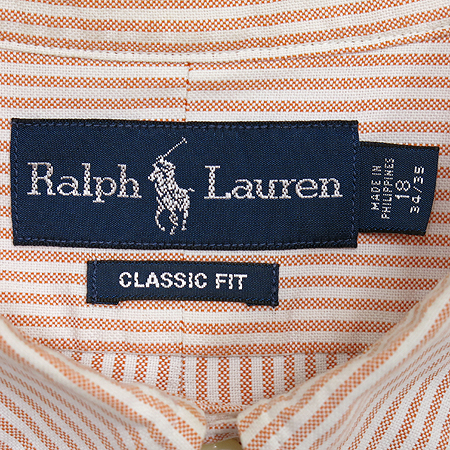 Ralph Lauren
MADE IN
PHILIPPINES
18
34/35
CLASSIC FIT